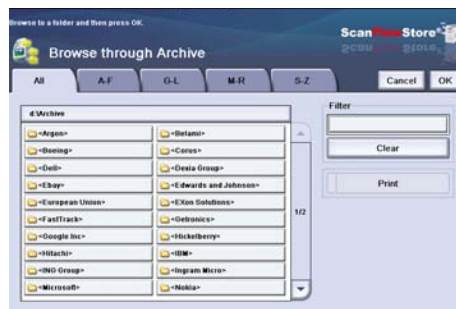 Browse to a folder and then press OK.
ScanFlowStore®
Browse through Archive
All A-F G-L M-R S-Z Cancel OK
d:\Archive
Filter
<Argon> <Belami>
<Boeing> <Corus>
<Dell> <Dexia Group>
<Ebay> <Edwards and Johnson>
<European Union> <EXon Solutions>
<FastTrack> <Getronics>
<Google Inc> <Hickelberry>
<Hitachi> <IBM>
<ING Group> <Ingram Micro>
<Microsoft> <Nokia>
1/2
Clear
Print